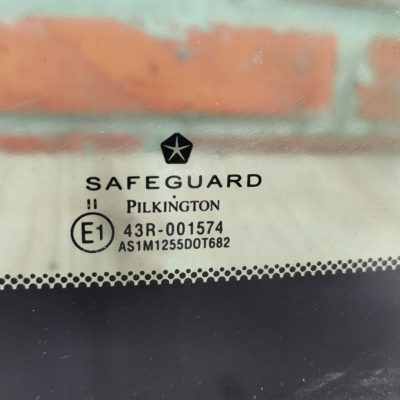 SAFEGUARD
II PILKINGTON
E1 43R-001574
AS1M1255DOT682